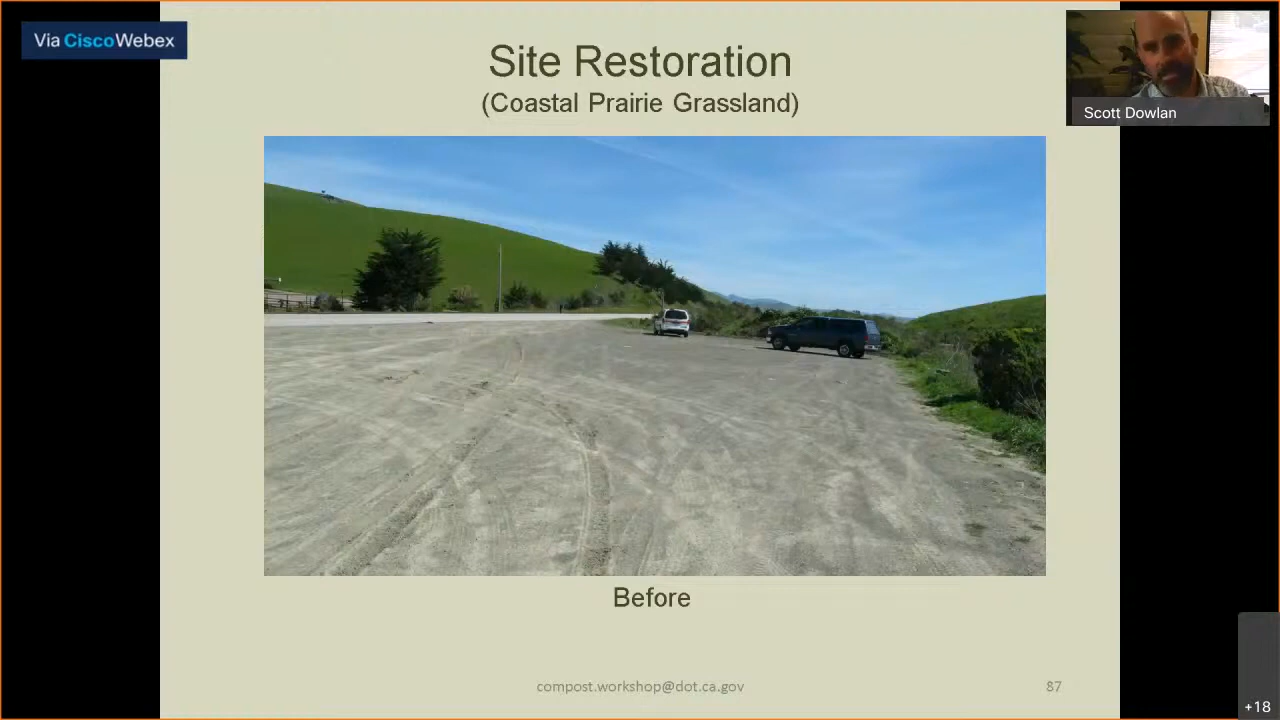 Via CiscoWebex
Site Restoration
(Coastal Prairie Grassland)
Scott Dowlan
Before
compost.workshop@dot.ca.gov
87
+18